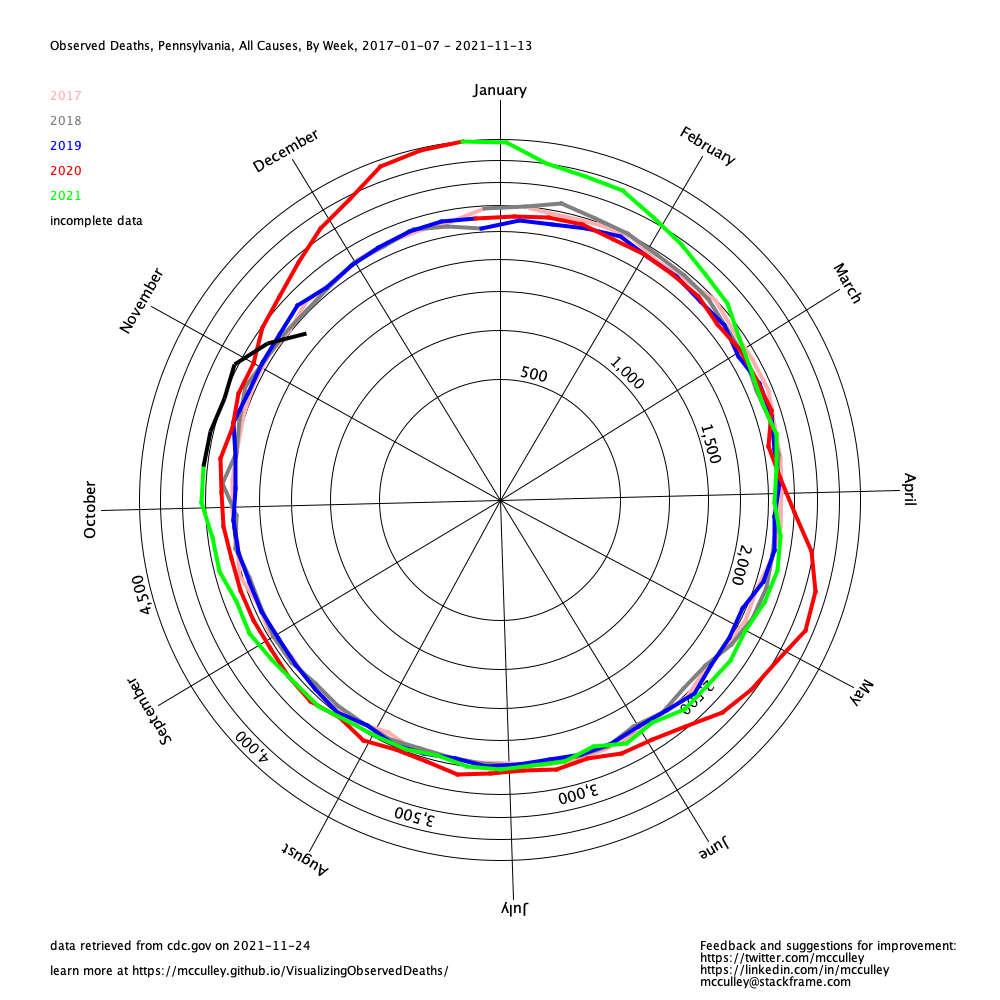 Observed Deaths, Pennsylvania, All Causes, By Week, 2017-01-07 - 2021-11-13
2017
2018
2019
2020
2021
incomplete data
January
February
March
April
May
June
July
August
September
October
November
December
500
1,000
1,500
2,000
2,500
3,000
3,500
4,000
4,500
data retrieved from cdc.gov on 2021-11-24
learn more at https://mcculley.github.io/VisualizingObservedDeaths/
Feedback and suggestions for improvement:
https://twitter.com/mcculley
https://linkedin.com/in/mcculley
mcculley@stackframe.com